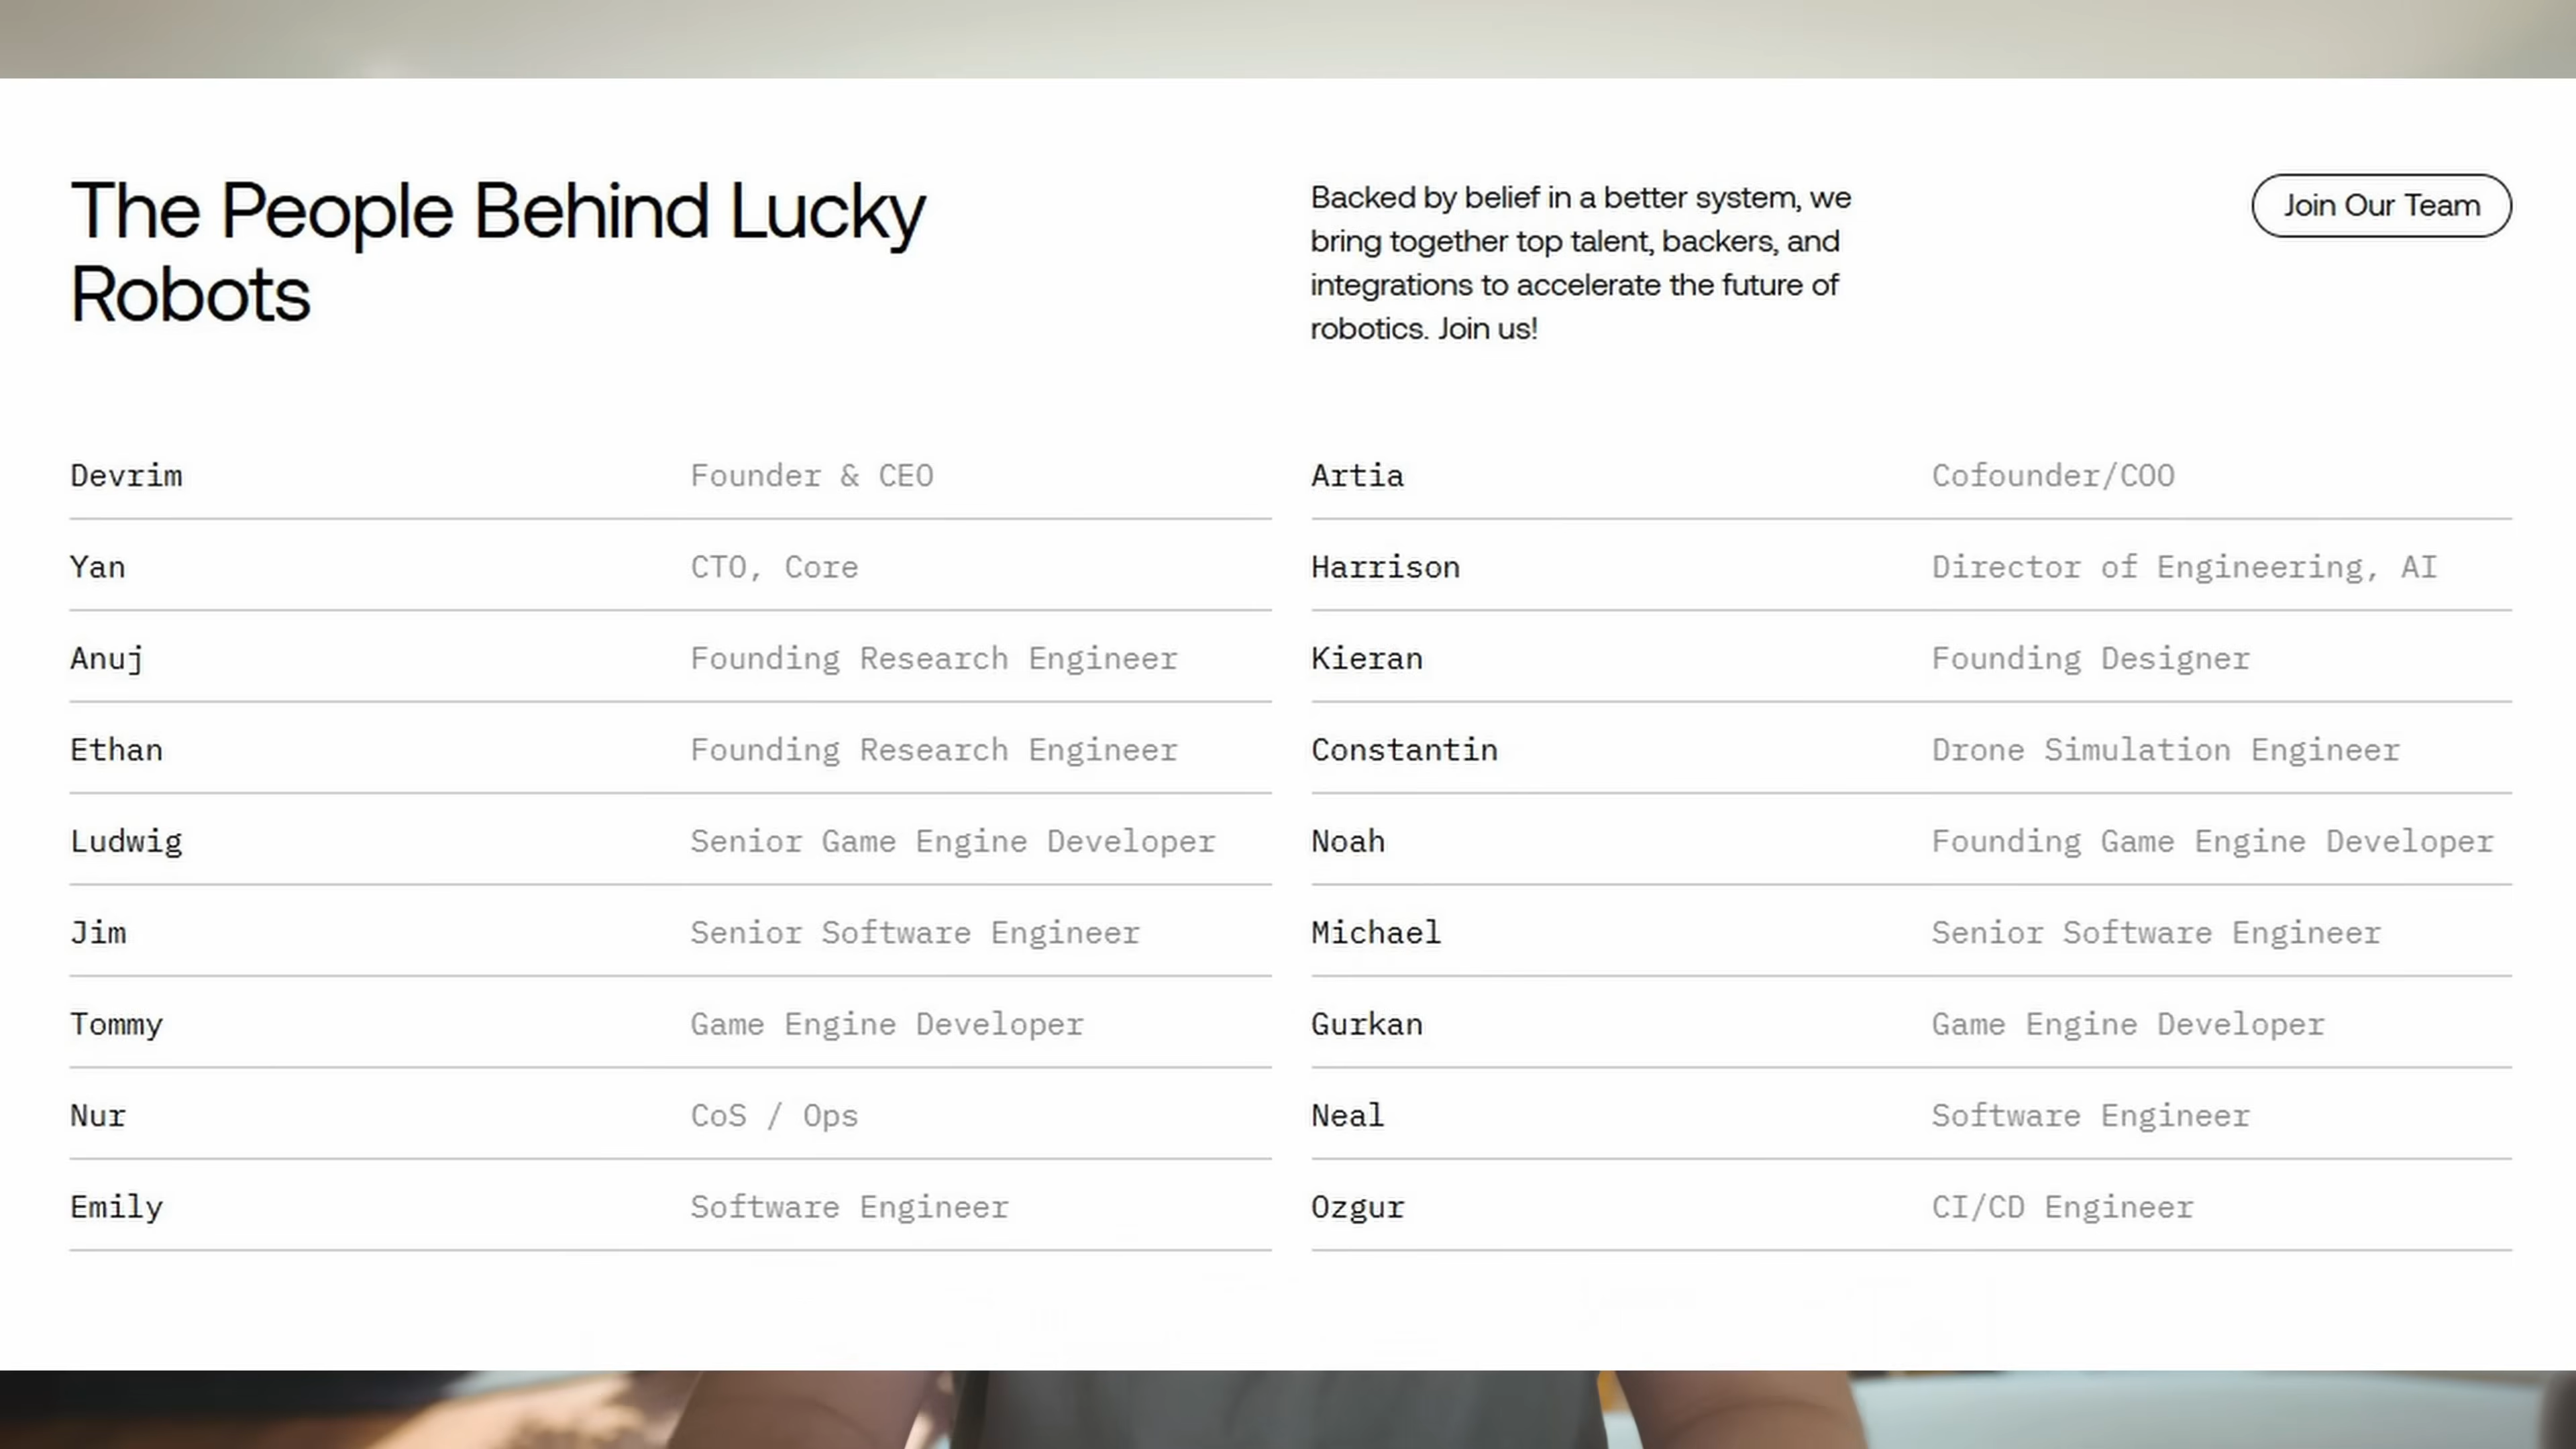 The People Behind Lucky
Robots
Backed by belief in a better system, we
bring together top talent, backers, and
integrations to accelerate the future of
robotics. Join us!
Join Our Team
Devrim Founder & CEO
Artia Cofounder/COO
Yan CTO, Core
Harrison Director of Engineering, AI
Anuj Founding Research Engineer
Kieran Founding Designer
Ethan Founding Research Engineer
Constantin Drone Simulation Engineer
Ludwig Senior Game Engine Developer
Noah Founding Game Engine Developer
Jim Senior Software Engineer
Michael Senior Software Engineer
Tommy Game Engine Developer
Gurkan Game Engine Developer
Nur CoS / Ops
Neal Software Engineer
Emily Software Engineer
Ozgur CI/CD Engineer